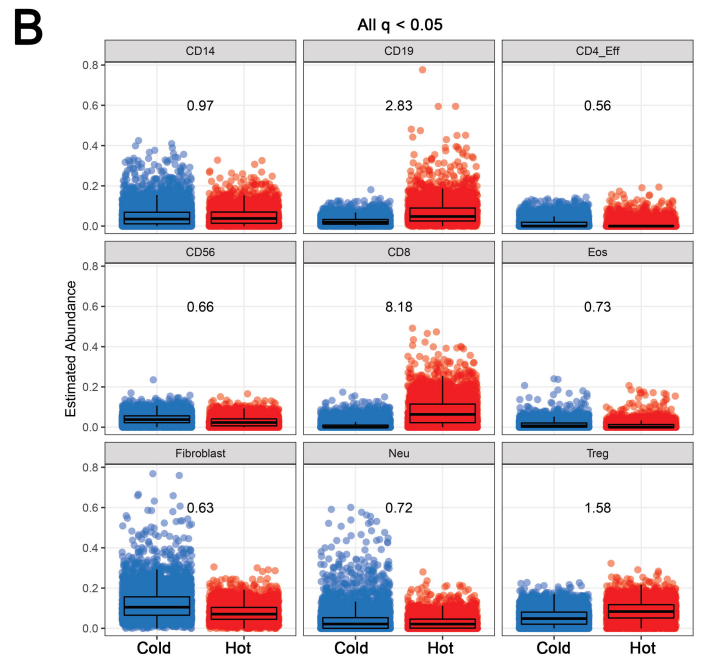 B
All q < 0.05
CD14 CD19 CD4_Eff
0.8
0.6 0.97 2.83 0.56
0.4
0.2
0.0
CD56 CD8 Eos
0.8
0.6 0.66 8.18 0.73
0.4
0.2
0.0
Estimated Abundance
Fibroblast Neu Treg
0.8
0.6 0.63 0.72 1.58
0.4
0.2
0.0
Cold Hot Cold Hot Cold Hot